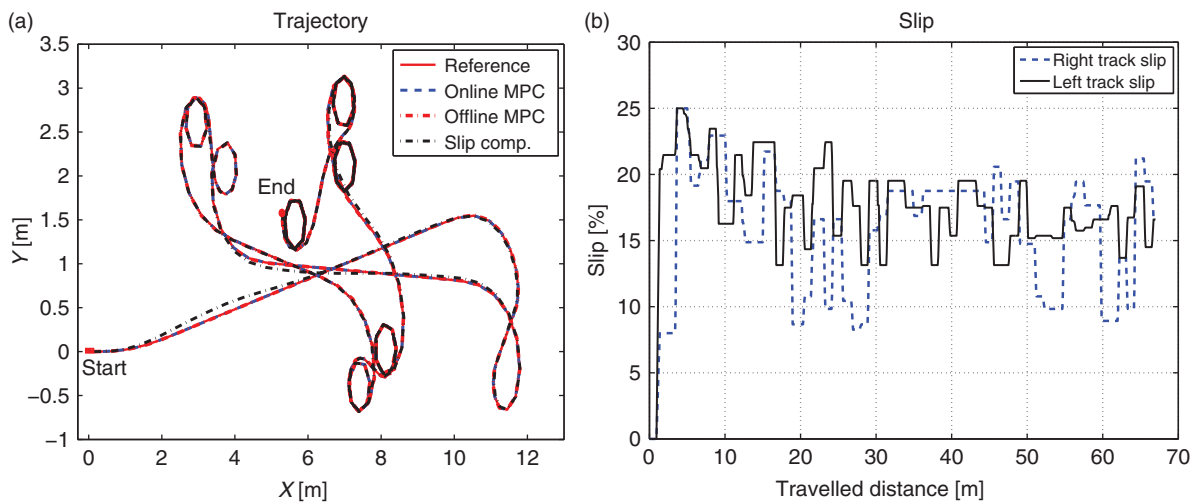 (a)
Trajectory
3.5
3
2.5
2
1.5
1
0.5
0
−0.5
−1
Y [m]
Reference
Online MPC
Offline MPC
Slip comp.
End
Start
0
2
4
6
8
10
12
X [m]
(b)
Slip
30
25
20
15
10
5
0
Slip [%]
Right track slip
Left track slip
0
10
20
30
40
50
60
70
Travelled distance [m]